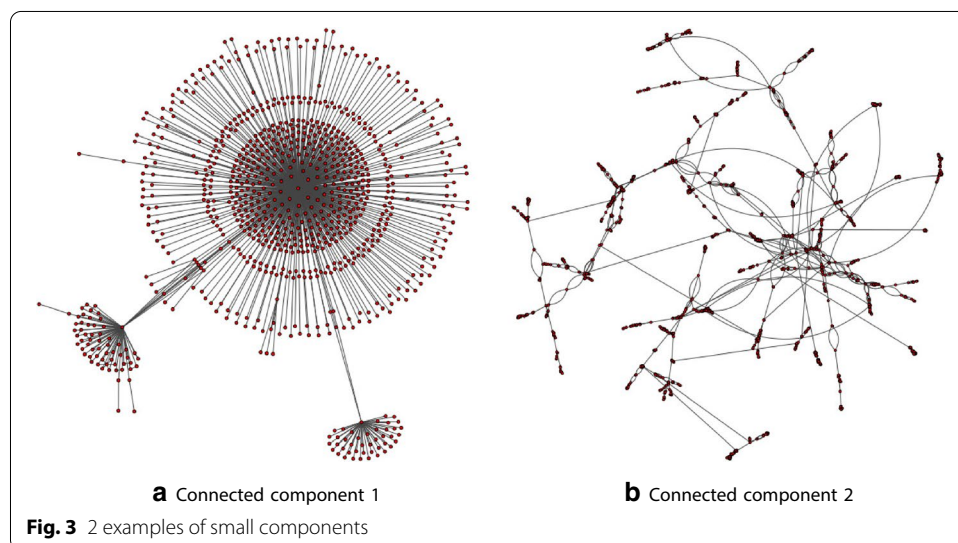 a Connected component 1
b Connected component 2
Fig. 3 2 examples of small components